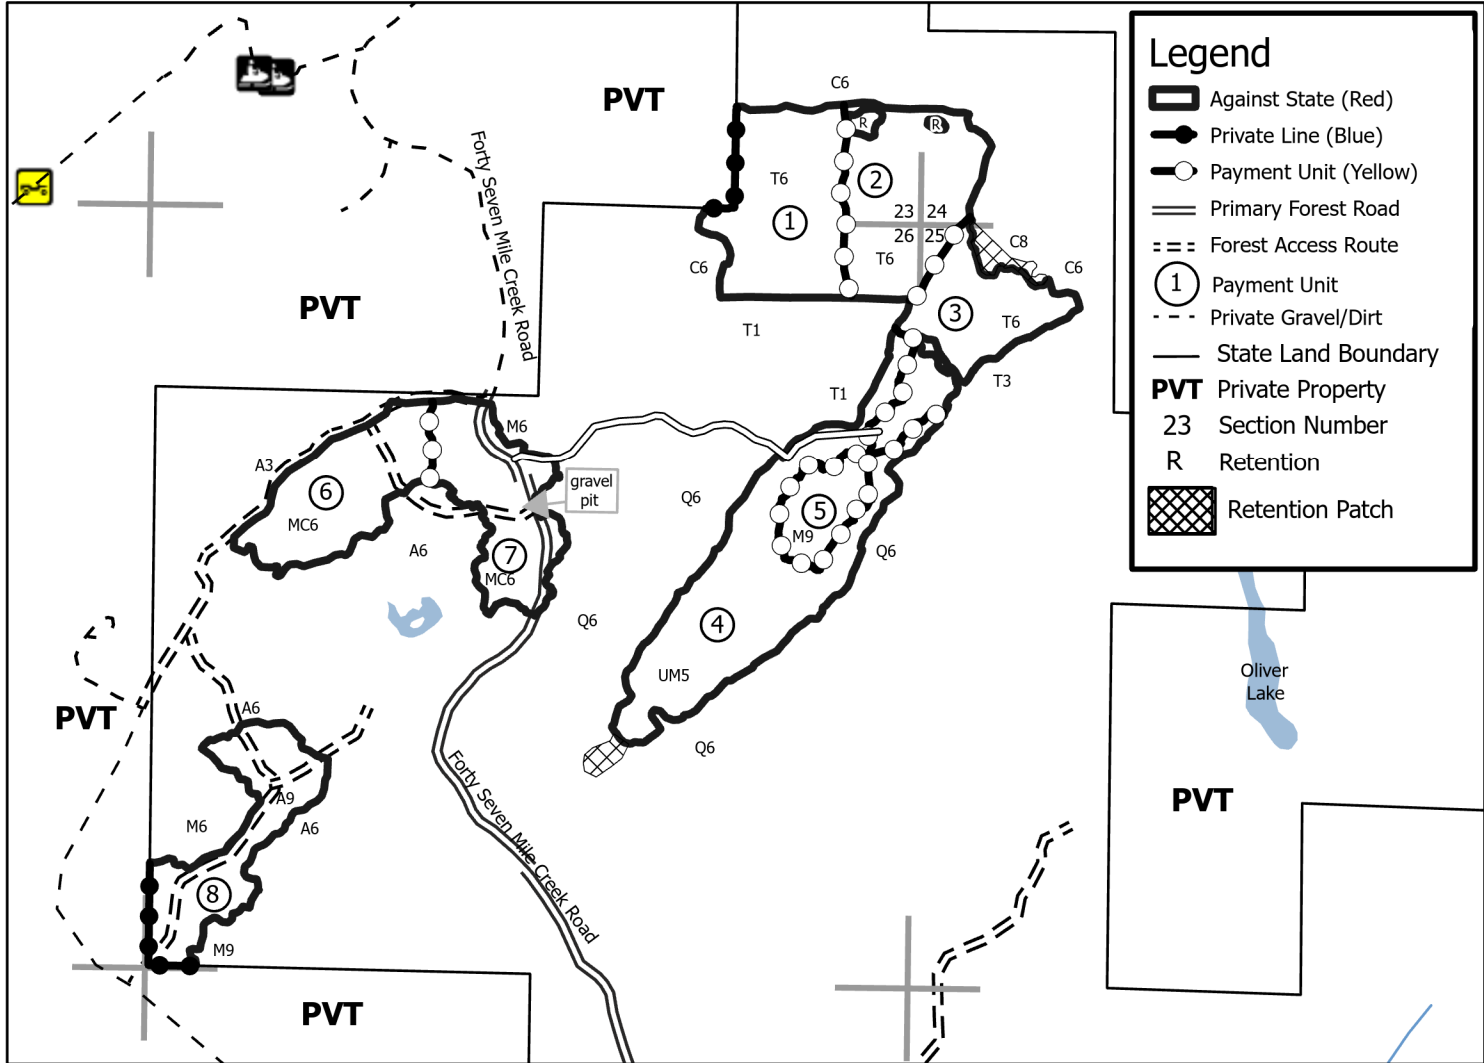 Legend
Against State (Red)
Private Line (Blue)
Payment Unit (Yellow)
Primary Forest Road
Forest Access Route
1 Payment Unit
Private Gravel/Dirt
State Land Boundary
PVT Private Property
23 Section Number
R Retention
Retention Patch
C6
PVT
R
R
Forty Seven Mile Creek Road
T6
2
1
23 24
26 25
C8
T6
C6
C6
PVT
3
T6
T1
T3
T1
M6
A3
6
gravel
pit
Q6
MC6
5
M9
A6
7
Q6
MC6
Q6
4
UM5
Oliver
Lake
A6
PVT
Q6
Forty Seven Mile Creek Road
A9
PVT
M6
A6
8
M9
PVT